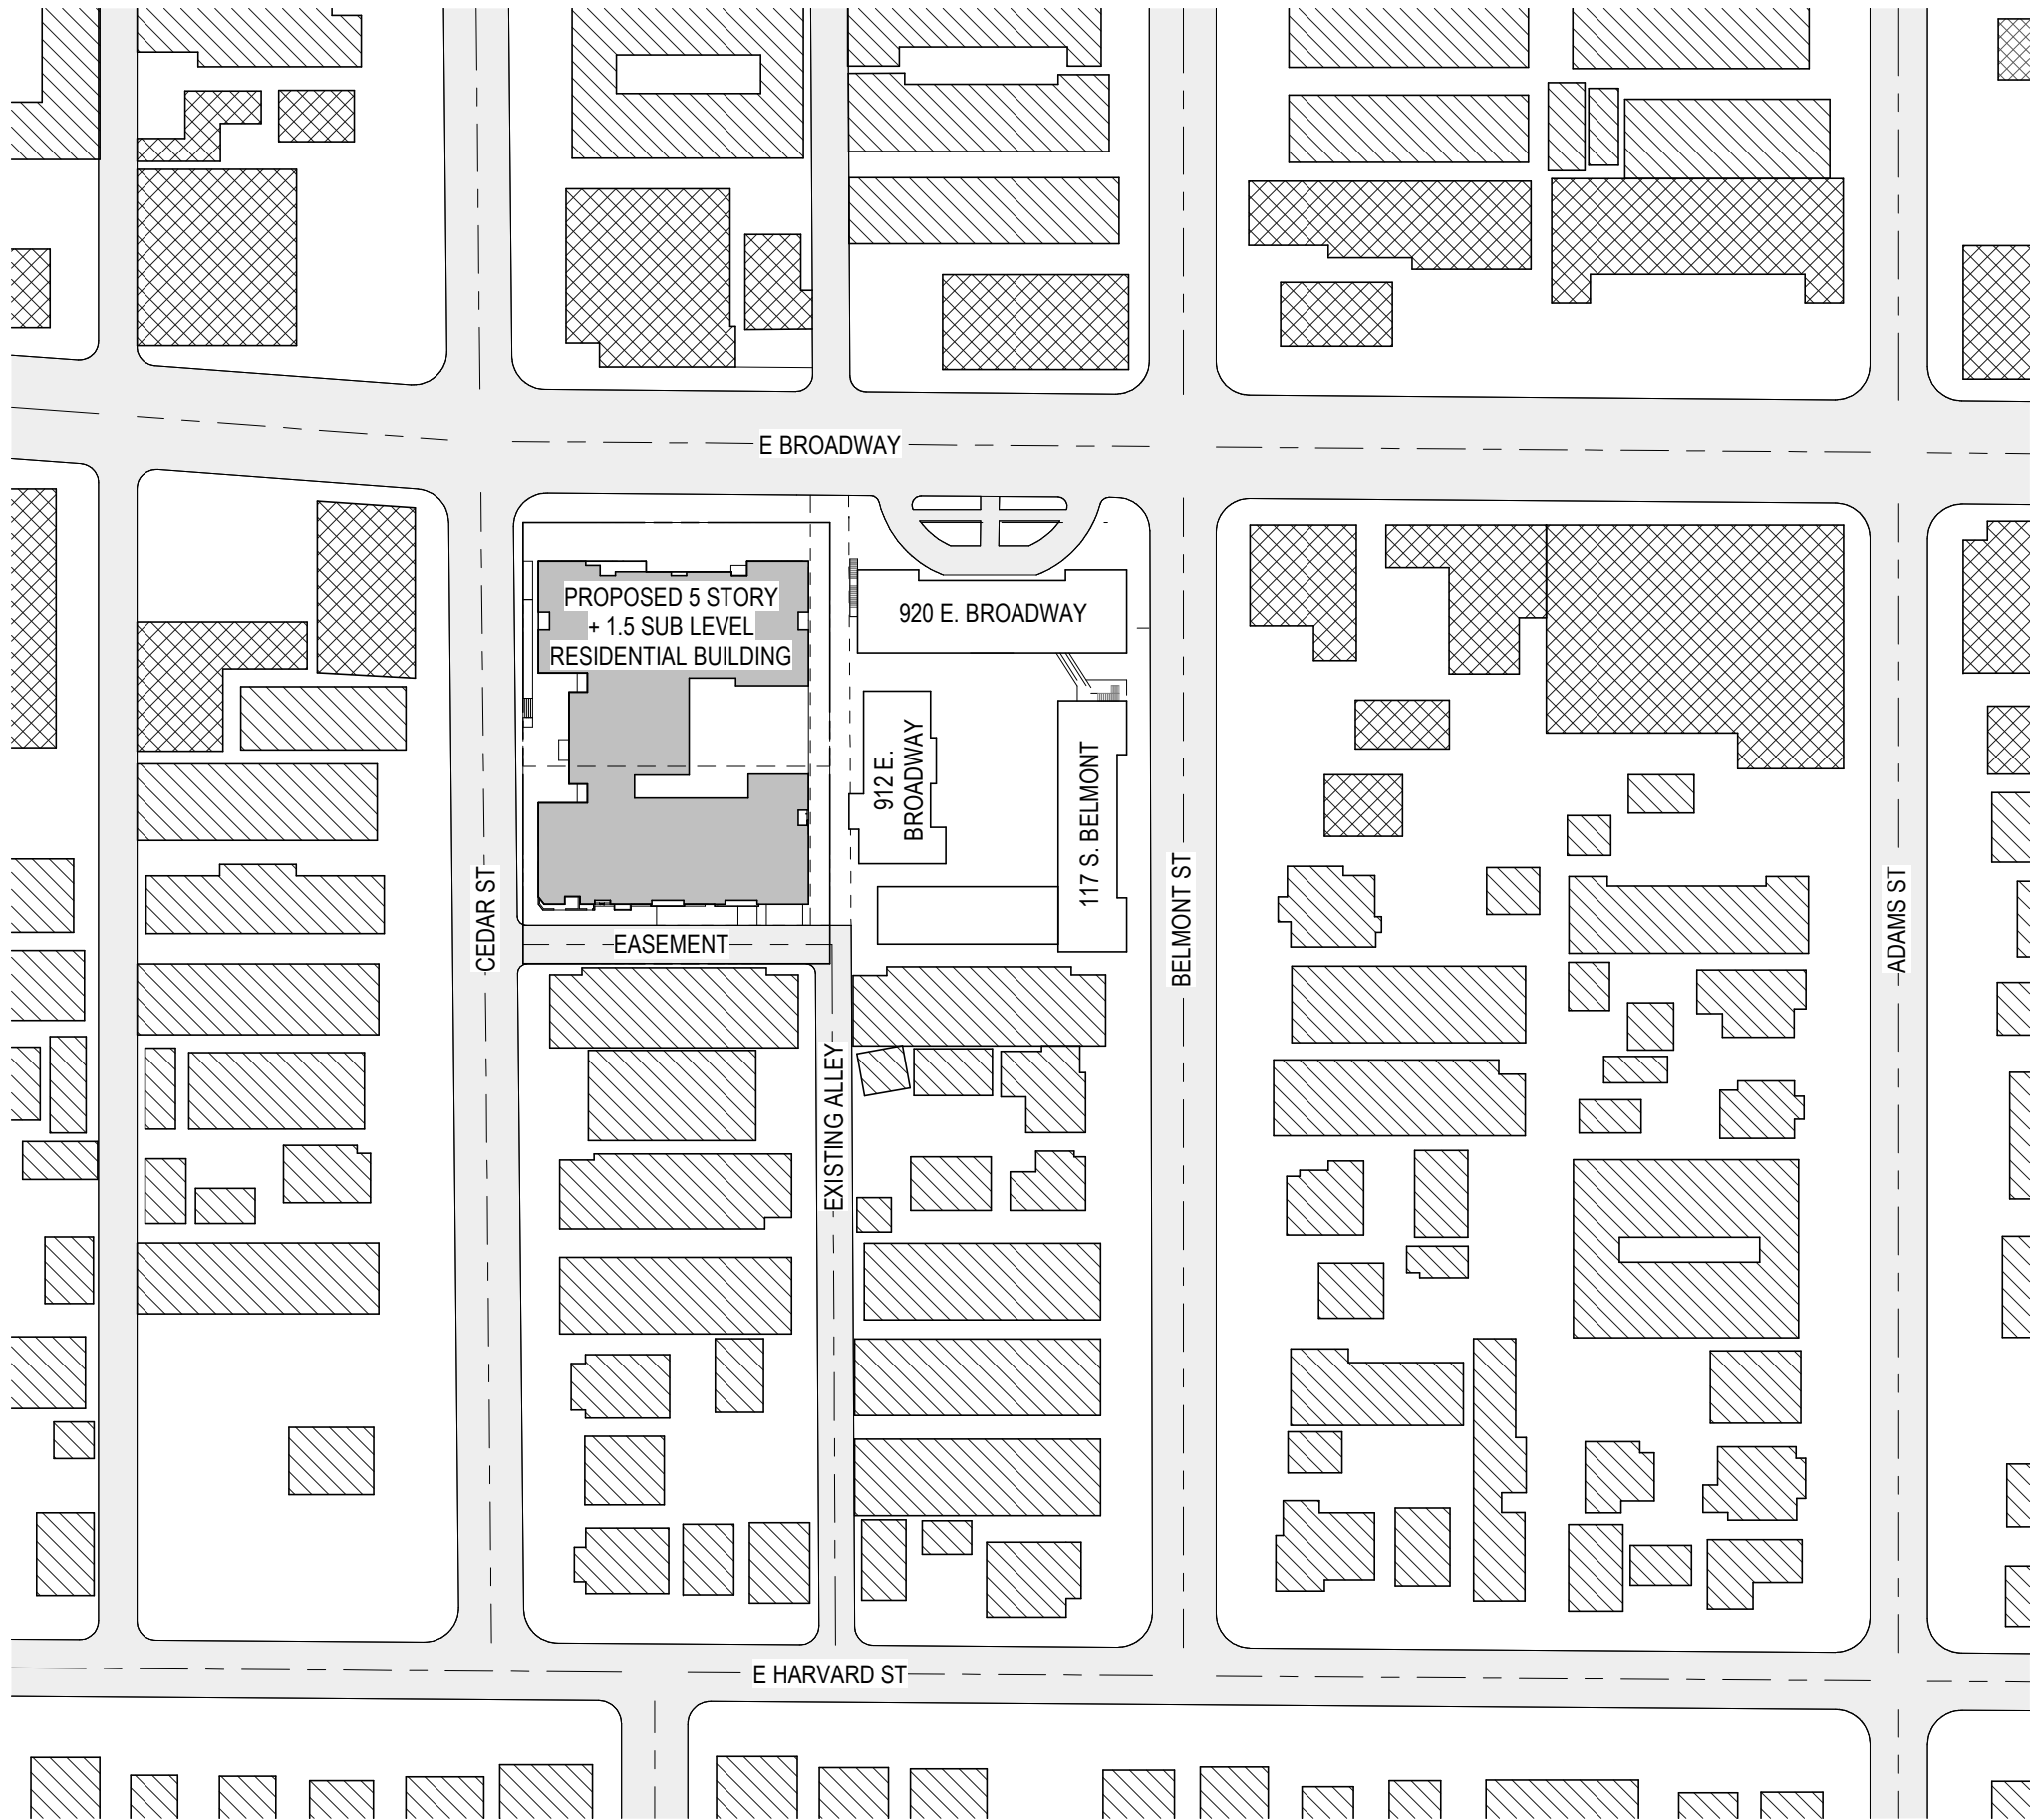 E BROADWAY
PROPOSED 5 STORY
+ 1.5 SUB LEVEL
RESIDENTIAL BUILDING
920 E. BROADWAY
912 E.
BROADWAY
117 S. BELMONT
CEDAR ST
EASEMENT
BELMONT ST
ADAMS ST
EXISTING ALLEY
E HARVARD ST